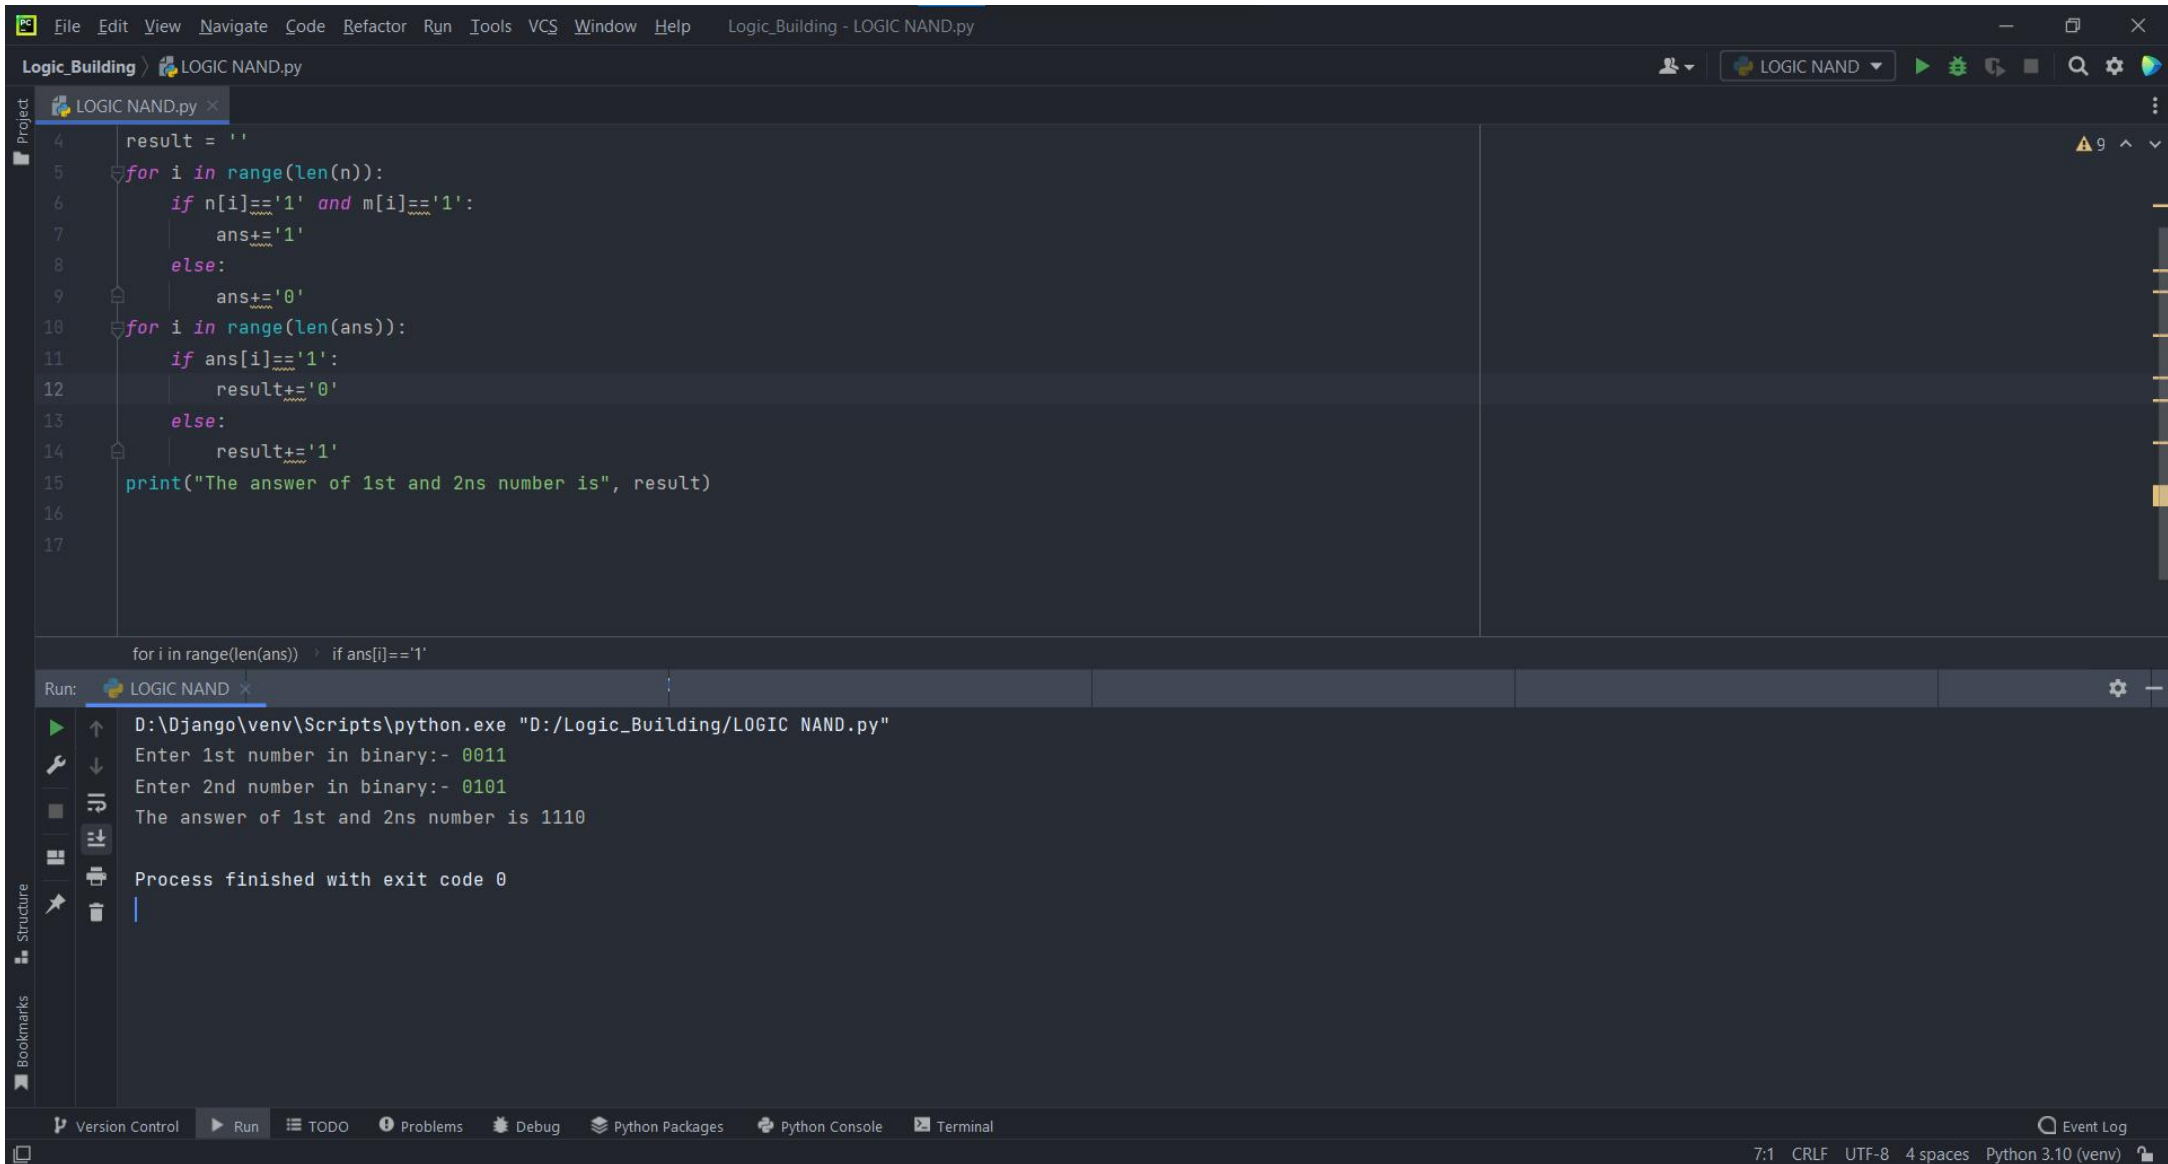 File Edit View Navigate Code Refactor Run Tools VCS Window Help Logic_Building - LOGIC NAND.py
Logic_Building LOGIC NAND.py LOGIC NAND
Project
LOGIC NAND.py
9
4 result = ''
5 for i in range(len(n)):
6 if n[i]=='1' and m[i]=='1':
7 ans+='1'
8 else:
9 ans+='0'
10 for i in range(len(ans)):
11 if ans[i]=='1':
12 result+='0'
13 else:
14 result+='1'
15 print("The answer of 1st and 2ns number is", result)
16
17
for i in range(len(ans)) if ans[i]=='1'
Run: LOGIC NAND
D:\Django\venv\Scripts\python.exe "D:/Logic_Building/LOGIC NAND.py"
Enter 1st number in binary:- 0011
Enter 2nd number in binary:- 0101
The answer of 1st and 2ns number is 1110
Process finished with exit code 0
Structure
Bookmarks
Version Control Run TODO Problems Debug Python Packages Python Console Terminal Event Log
7:1 CRLF UTF-8 4 spaces Python 3.10 (venv)